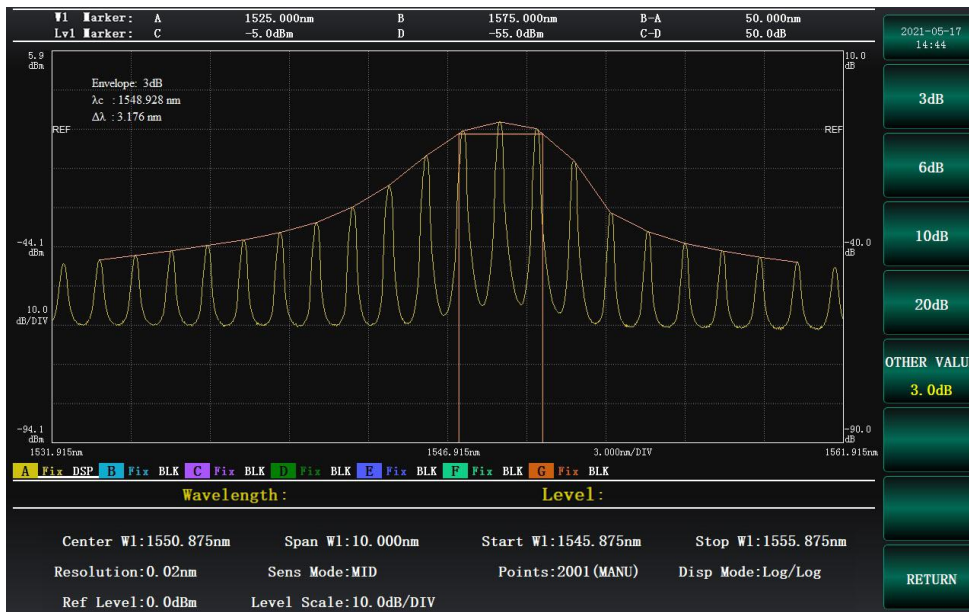 Wl Marker: A 1525.000nm B 1575.000nm B-A 50.000nm
Lvl Marker: C -5.0dBm D -55.0dBm C-D 50.0dB
2021-05-17
14:44
5.9
dBm
10.0
dB
Envelope: 3dB
λc : 1548.928 nm
Δλ : 3.176 nm
REF
REF
3dB
6dB
10dB
20dB
OTHER VALU
3.0dB
RETURN
-44.1
dBm
-40.0
dB
10.0
dB/DIV
-94.1
dBm
-90.0
dB
1531.915nm 1546.915nm 3.000nm/DIV 1561.915nm
A Fix DSP B Fix BLK C Fix BLK D Fix BLK E Fix BLK F Fix BLK G Fix BLK
Wavelength: Level:
Center Wl:1550.875nm Span Wl:10.000nm Start Wl:1545.875nm Stop Wl:1555.875nm
Resolution:0.02nm Sens Mode:MID Points:2001(MANU) Disp Mode:Log/Log
Ref Level:0.0dBm Level Scale:10.0dB/DIV